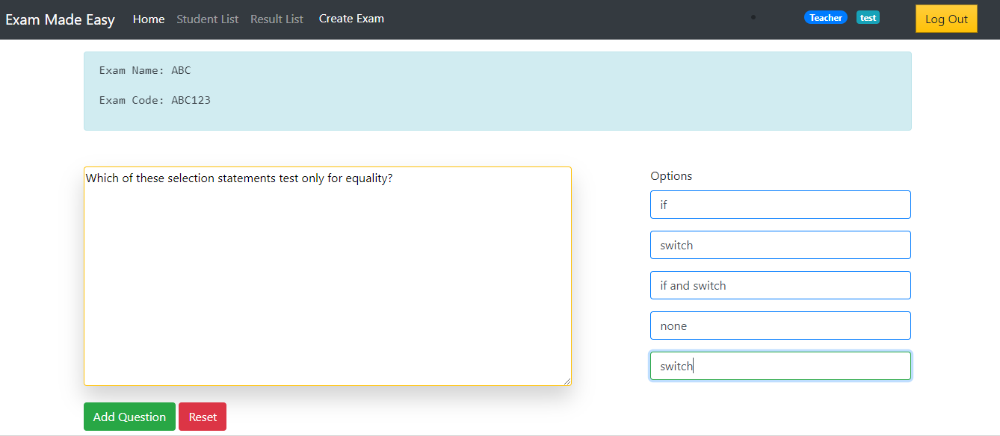 Exam Made Easy Home Student List Result List Create Exam Teacher test Log Out
Exam Name: ABC
Exam Code: ABC123
Which of these selection statements test only for equality?
Options
if
switch
if and switch
none
switch
Add Question Reset